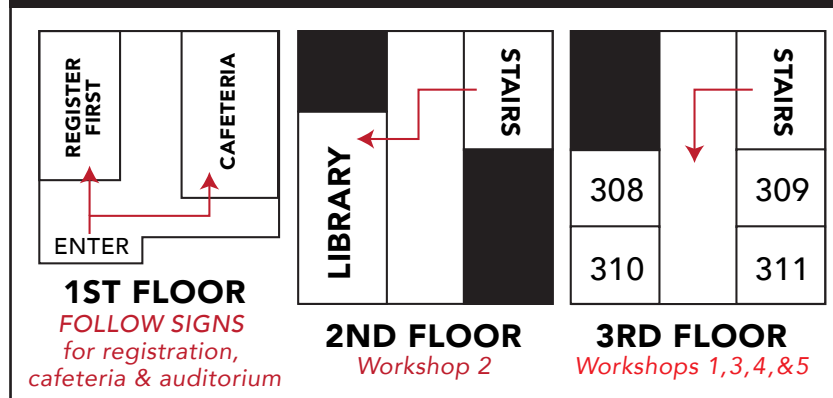 REGISTER
FIRST
CAFETERIA
ENTER
1ST FLOOR
FOLLOW SIGNS
for registration,
cafeteria & auditorium
STAIRS
LIBRARY
2ND FLOOR
Workshop 2
STAIRS
308
309
310
311
3RD FLOOR
Workshops 1,3,4,&5